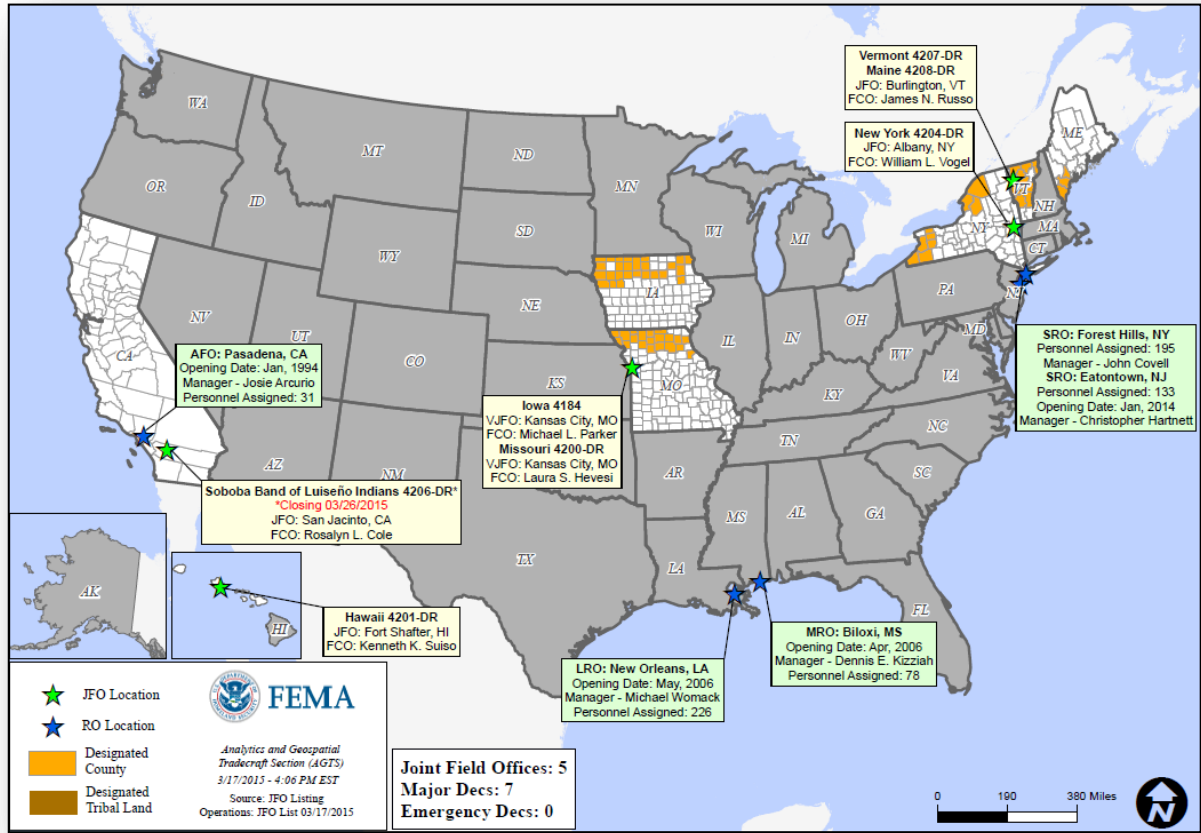 Vermont 4207-DR
Maine 4208-DR
JFO: Burlington, VT
FCO: James N. Russo
New York 4204-DR
JFO: Albany, NY
FCO: William L. Vogel
WA
MT
ND
MN
ME
VT
NH
OR
ID
SD
WI
MI
NY
MA
CT
WY
IA
PA
NJ
NE
NV
UT
IL
IN
OH
MD
WV
VA
CA
CO
KS
MO
KY
AFO: Pasadena, CA
Opening Date: Jan, 1994
Manager - Josie Arcurio
Personnel Assigned: 31
SRO: Forest Hills, NY
Personnel Assigned: 195
Manager - John Covell
SRO: Eatontown, NJ
Personnel Assigned: 133
Opening Date: Jan, 2014
Manager - Christopher Hartnett
Iowa 4184
VJFO: Kansas City, MO
FCO: Michael L. Parker
Missouri 4200-DR
VJFO: Kansas City, MO
FCO: Laura S. Hevesi
TN
NC
AZ
NM
AR
SC
Soboba Band of Luiseño Indians 4206-DR*
*Closing 03/26/2015
JFO: San Jacinto, CA
FCO: Rosalyn L. Cole
MS
AL
GA
TX
LA
FL
AK
HI
Hawaii 4201-DR
JFO: Fort Shafter, HI
FCO: Kenneth K. Suiso
MRO: Biloxi, MS
Opening Date: Apr, 2006
Manager - Dennis E. Kizziah
Personnel Assigned: 78
LRO: New Orleans, LA
Opening Date: May, 2006
Manager - Michael Womack
Personnel Assigned: 226
JFO Location
RO Location
Designated
County
Designated
Tribal Land
FEMA
Analytics and Geospatial
Tradecraft Section (AGTS)
3/17/2015 - 4:06 PM EST
Source: JFO Listing
Operations: JFO List 03/17/2015
Joint Field Offices: 5
Major Decs: 7
Emergency Decs: 0
0 190 380 Miles
N